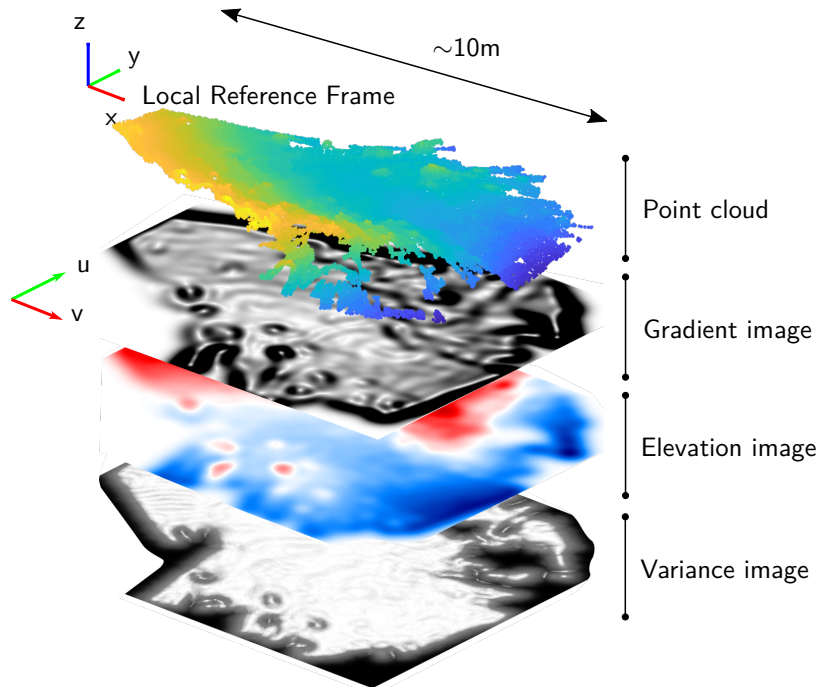 z
y
∼10m
Local Reference Frame
x
Point cloud
u
v
Gradient image
Elevation image
Variance image